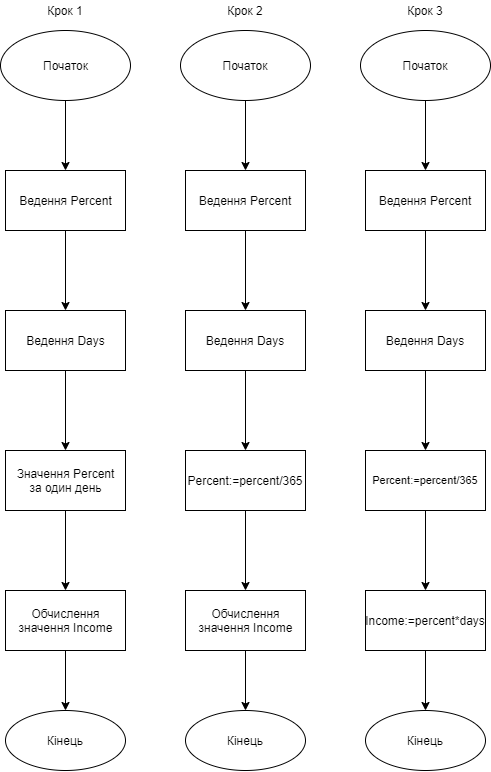 Крок 1
Початок
Ведення Percent
Ведення Days
Значення Percent
за один день
Обчислення
значення Income
Кінець
Крок 2
Початок
Ведення Percent
Ведення Days
Percent:=percent/365
Обчислення
значення Income
Кінець
Крок 3
Початок
Ведення Percent
Ведення Days
Percent:=percent/365
Income:=percent*days
Кінець